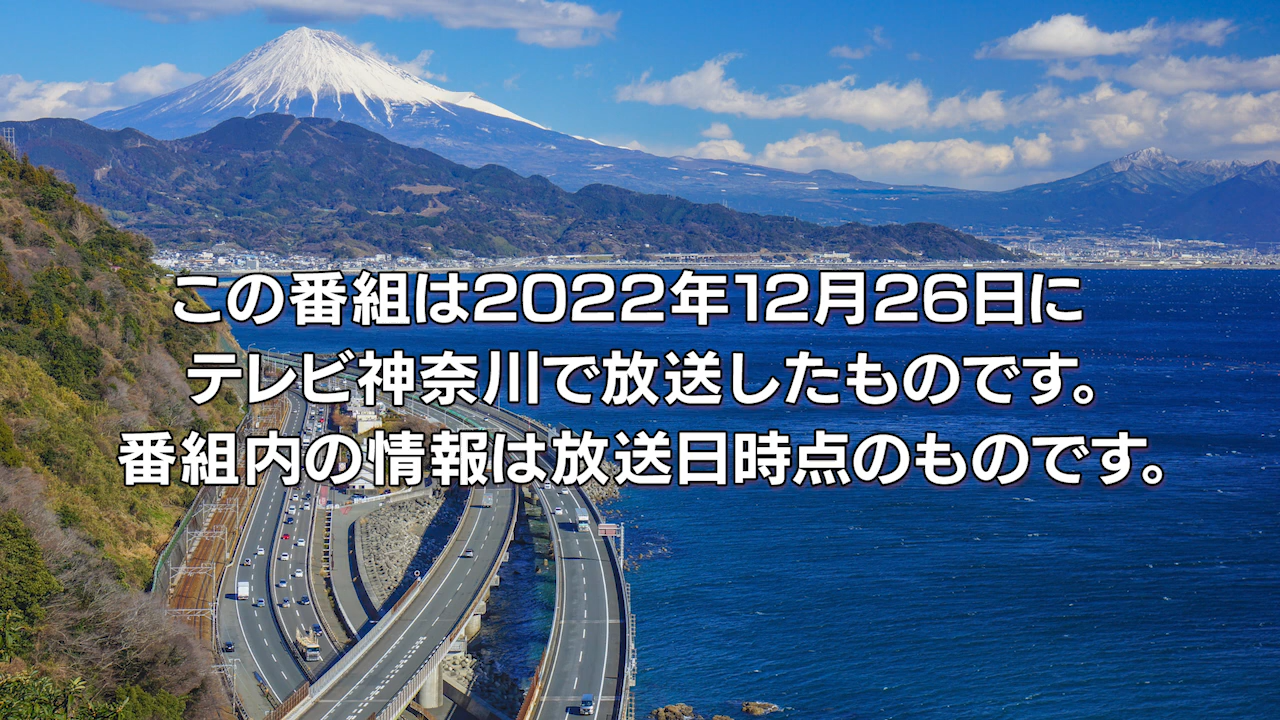 この番組は2022年12月26日に
テレビ神奈川で放送したものです。
番組内の情報は放送日時点のものです。